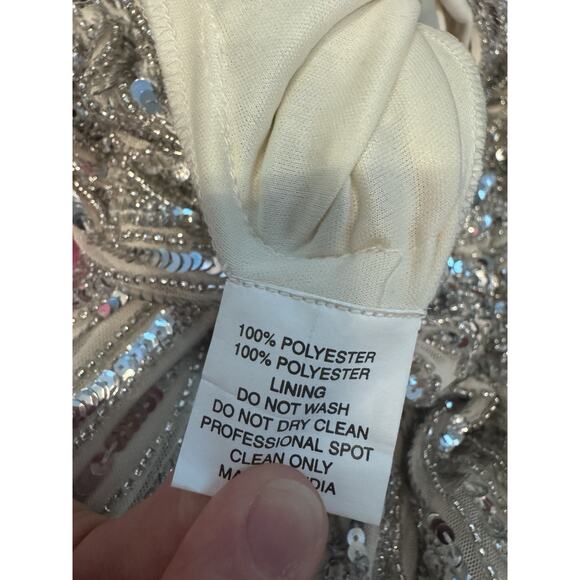 100% POLYESTER
100% POLYESTER
LINING
DO NOT WASH
DO NOT DRY CLEAN
PROFESSIONAL SPOT
CLEAN ONLY